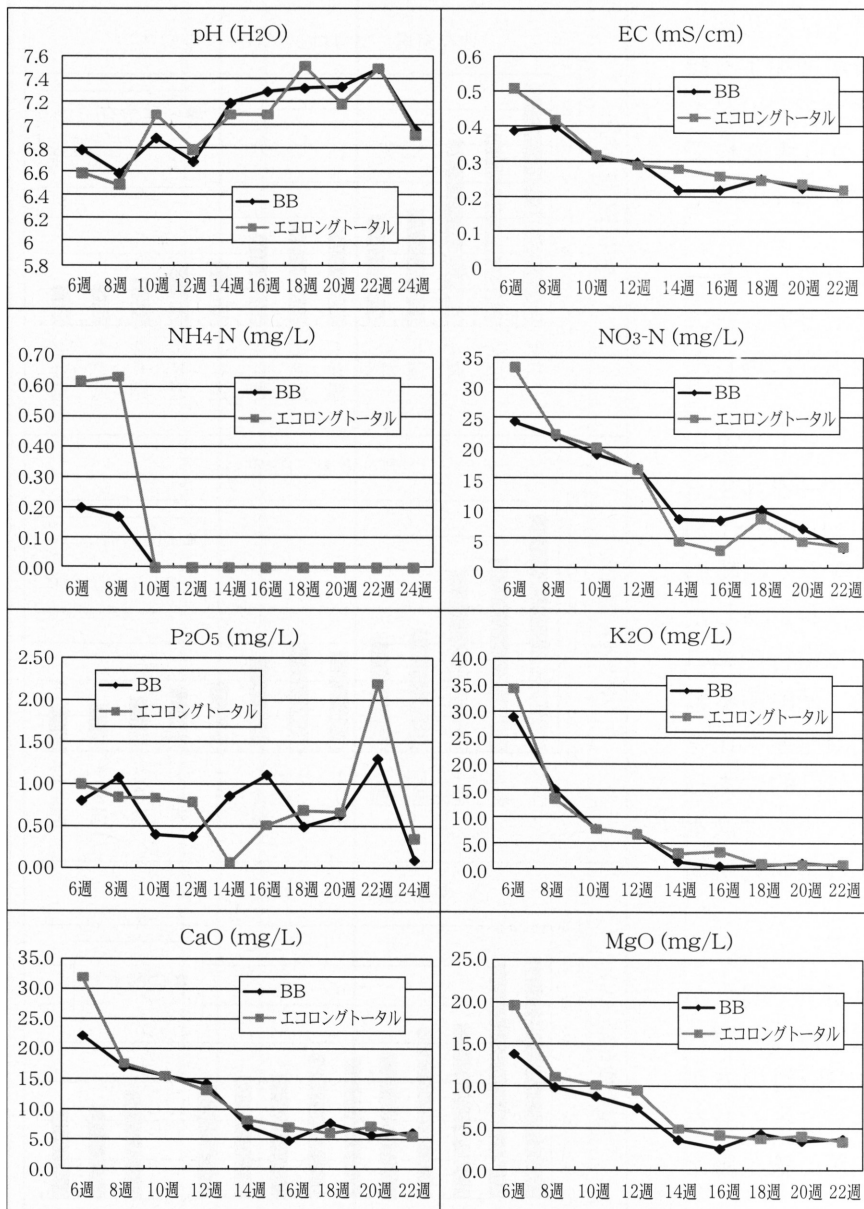 pH (H2O)
7.6
7.4
7.2
7
6.8
6.6
6.4
6.2
6
5.8
BB
エコロングトータル
6週 8週 10週 12週 14週 16週 18週 20週 22週 24週
EC (mS/cm)
0.6
0.5
0.4
0.3
0.2
0.1
0
BB
エコロングトータル
6週 8週 10週 12週 14週 16週 18週 20週 22週
NH4-N (mg/L)
0.70
0.60
0.50
0.40
0.30
0.20
0.10
0.00
BB
エコロングトータル
6週 8週 10週 12週 14週 16週 18週 20週 22週 24週
NO3-N (mg/L)
35
30
25
20
15
10
5
0
BB
エコロングトータル
6週 8週 10週 12週 14週 16週 18週 20週 22週
P2O5 (mg/L)
2.50
2.00
1.50
1.00
0.50
0.00
BB
エコロングトータル
6週 8週 10週 12週 14週 16週 18週 20週 22週 24週
K2O (mg/L)
40.0
35.0
30.0
25.0
20.0
15.0
10.0
5.0
0.0
BB
エコロングトータル
6週 8週 10週 12週 14週 16週 18週 20週 22週
CaO (mg/L)
35.0
30.0
25.0
20.0
15.0
10.0
5.0
0.0
BB
エコロングトータル
6週 8週 10週 12週 14週 16週 18週 20週 22週
MgO (mg/L)
25.0
20.0
15.0
10.0
5.0
0.0
BB
エコロングトータル
6週 8週 10週 12週 14週 16週 18週 20週 22週